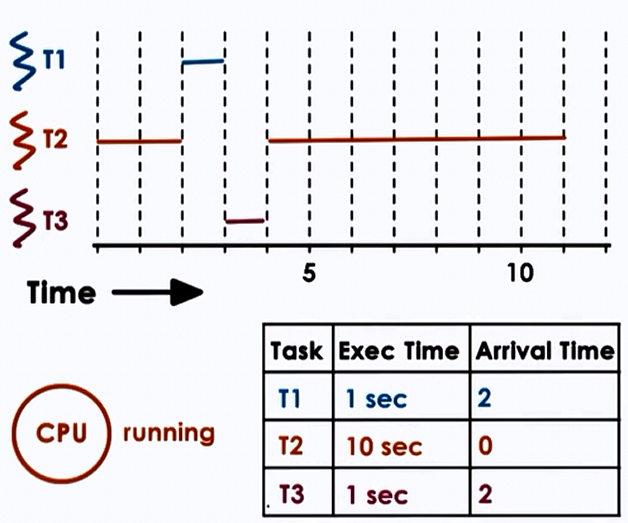 T1
T2
T3
5 10
Time
Task Exec Time Arrival Time
T1 1 sec 2
T2 10 sec 0
T3 1 sec 2
CPU running